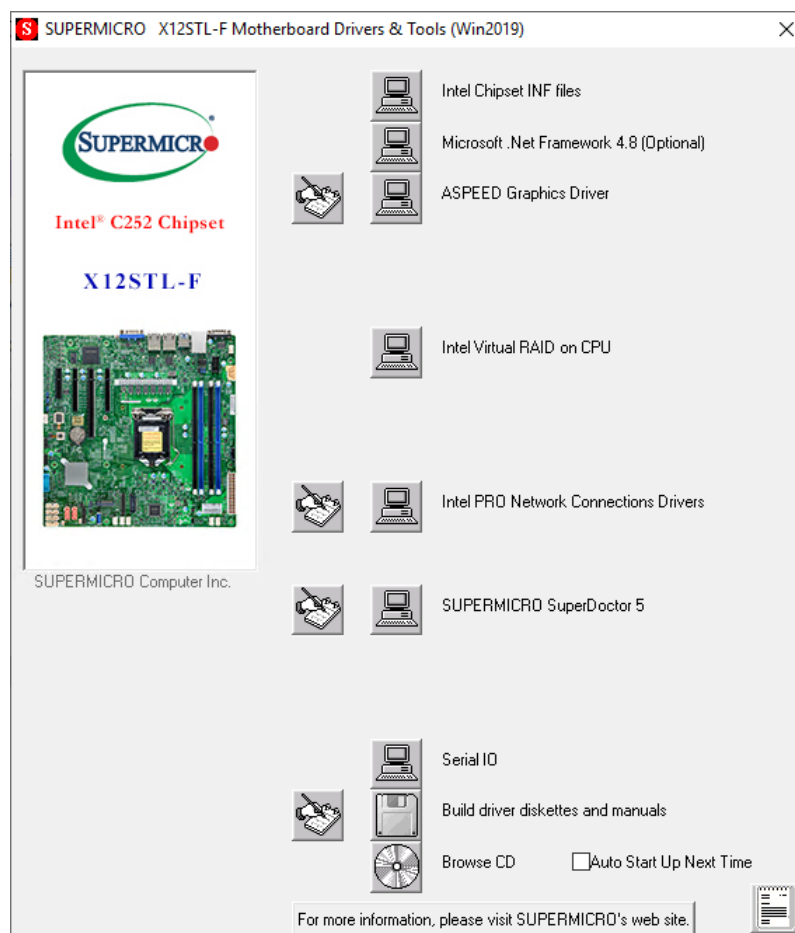 SUPERMICRO X12STL-F Motherboard Drivers & Tools (Win2019)
SUPERMICRO
Intel® C252 Chipset
X12STL-F
SUPERMICRO Computer Inc.
Intel Chipset INF files
Microsoft .Net Framework 4.8 (Optional)
ASPEED Graphics Driver
Intel Virtual RAID on CPU
Intel PRO Network Connections Drivers
SUPERMICRO SuperDoctor 5
Serial IO
Build driver diskettes and manuals
Browse CD
Auto Start Up Next Time
For more information, please visit SUPERMICRO's web site.